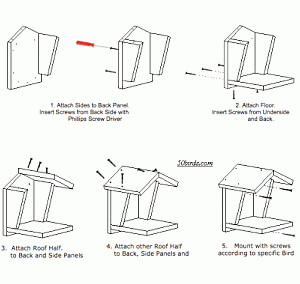 1. Attach Sides to Back Panel.
Insert Screws from Back Side with
Phillips Screw Driver
2. Attach Floor.
Insert Screws from Underside
and Back.
10birdz.com
3. Attach Roof Half.
to Back and Side Panels
4. Attach other Roof Half
to Back, Side Panels and
5. Mount with screws
according to specific Bird